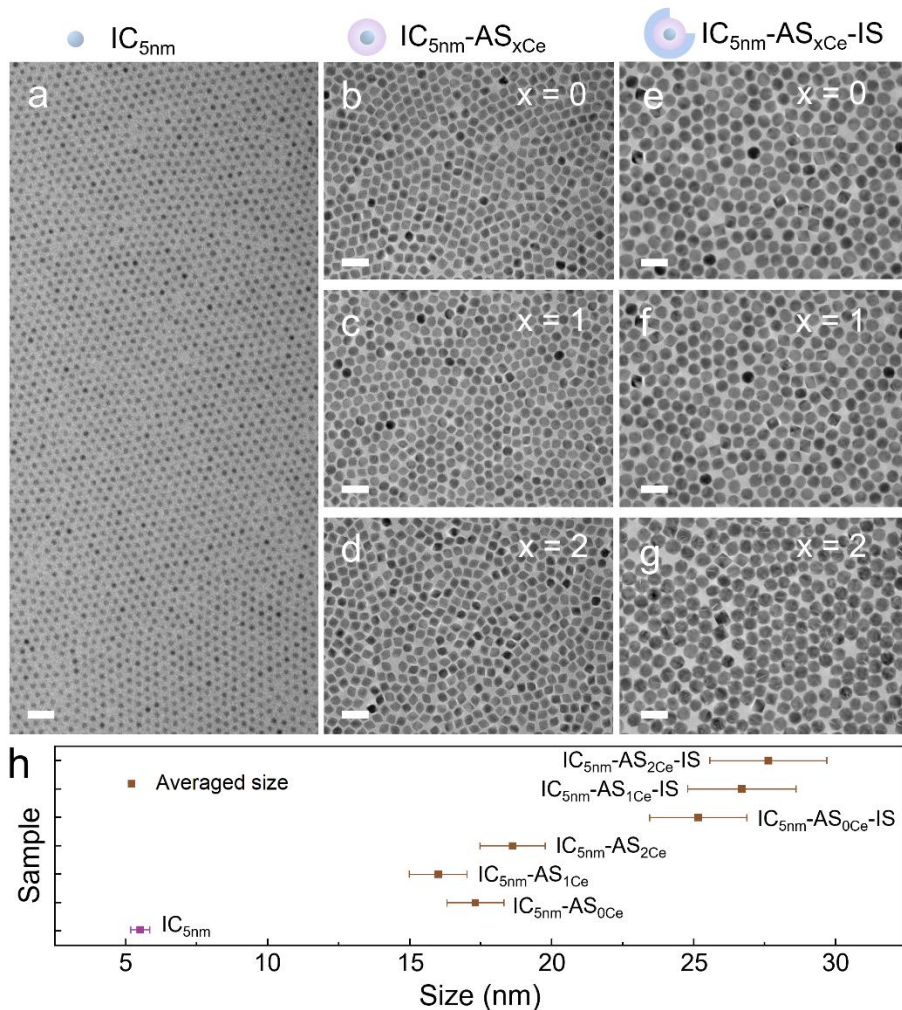 IC5nm
IC5nm-ASxCe
IC5nm-ASxCe-IS
a
b
x = 0
e
x = 0
c
x = 1
f
x = 1
d
x = 2
g
x = 2
h
Averaged size
IC5nm-AS2Ce-IS
IC5nm-AS1Ce-IS
IC5nm-AS0Ce-IS
IC5nm-AS2Ce
IC5nm-AS1Ce
IC5nm-AS0Ce
IC5nm
Sample
5 10 15 20 25 30
Size (nm)